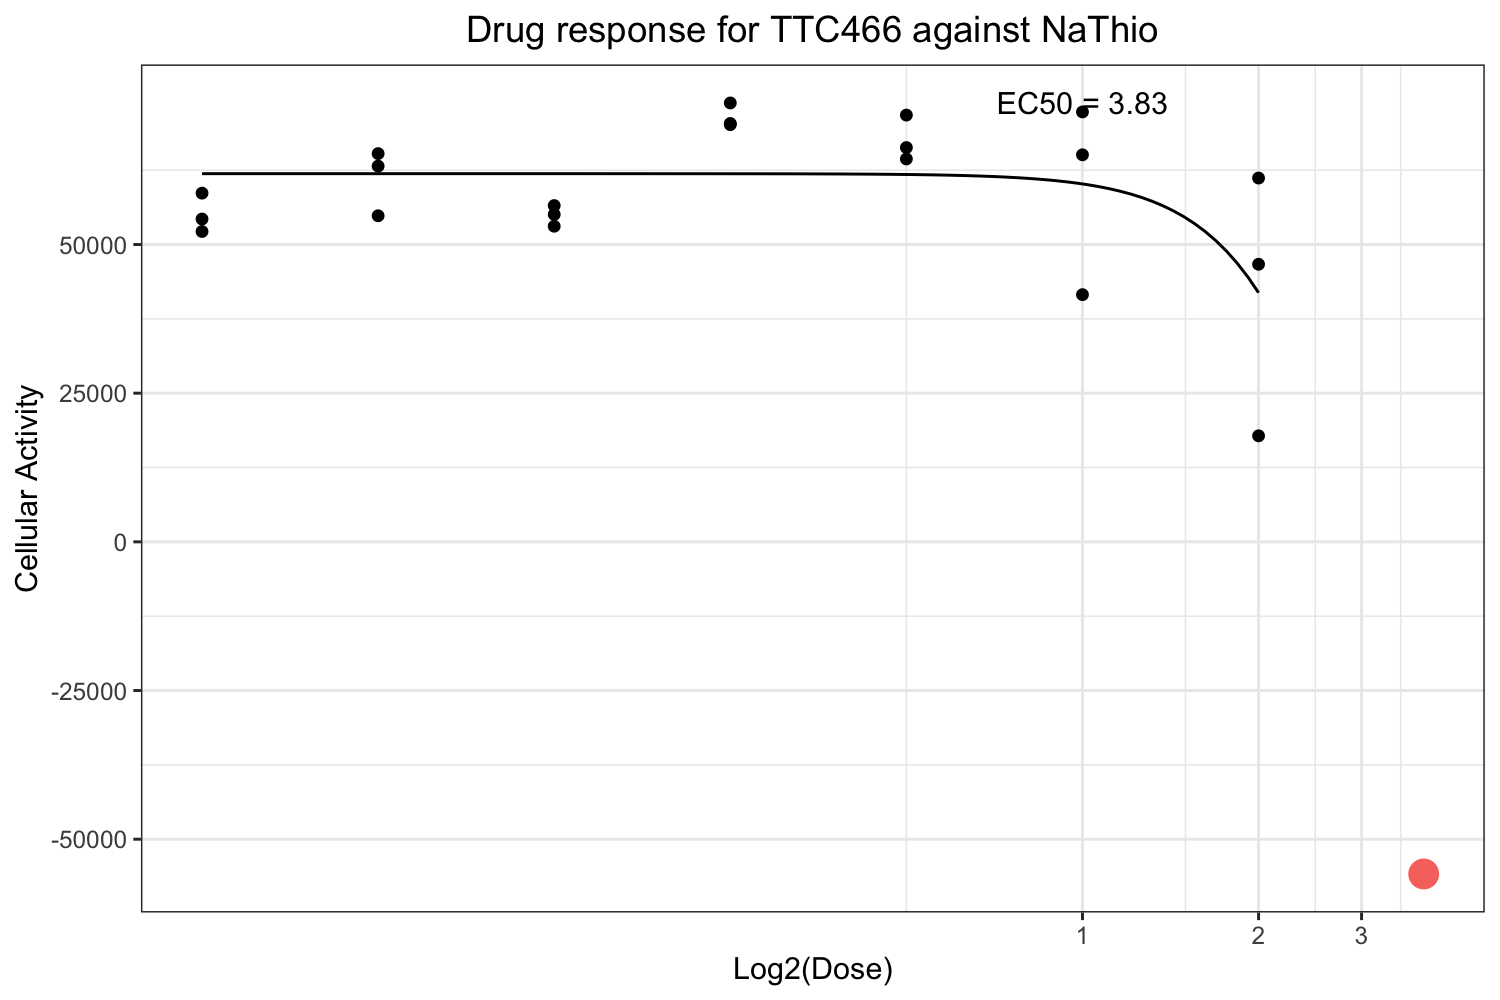 Drug response for TTC466 against NaThio
EC50 = 3.83
Cellular Activity
50000
25000
0
-25000
-50000
1 2 3
Log2(Dose)